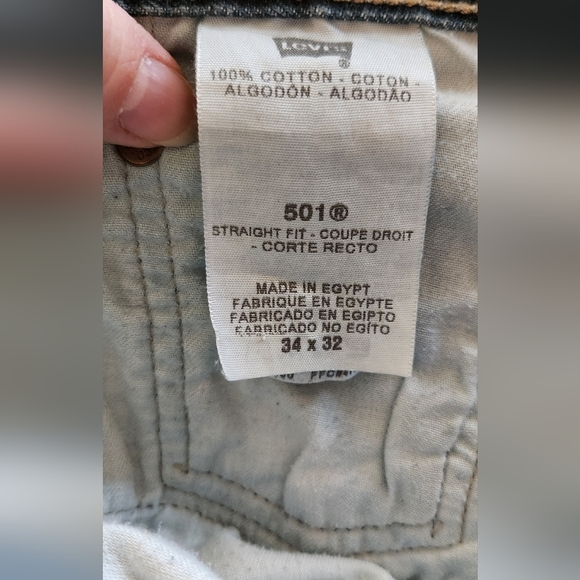 Levi's
®
100% COTTON - COTON -
ALGODÓN - ALGODÃO
501®
STRAIGHT FIT - COUPE DROIT
- CORTE RECTO
MADE IN EGYPT
FABRIQUE EN EGYPTE
FABRICADO EN EGIPTO
FABRICADO NO EGÍTO
34 x 32